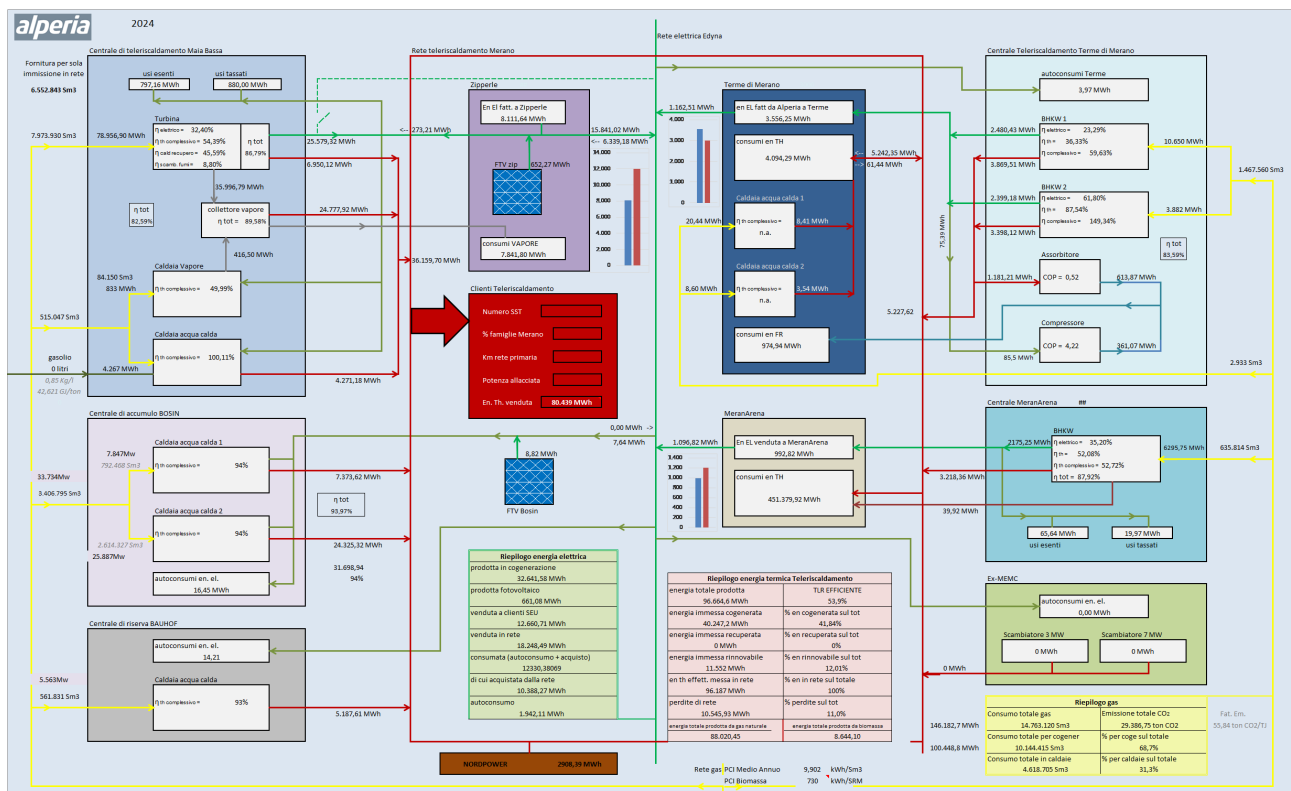 alperia
2024
Rete elettrica Edyna
Centrale di teleriscaldamento Maia Bassa
Rete teleriscaldamento Merano
Centrale Teleriscaldamento Terme di Merano
Fornitura per sola
immissione in rete
6.552.843 Sm3
usi esenti
797,16 MWh
usi tassati
880,00 MWh
Turbina
η elettrico = 32,40%
η th complessivo = 54,39%
η cald recupero = 45,59%
η scamb. fumi = 8,80%
η tot
86,79%
7.973.930 Sm3
78.956,90 MWh
25.579,32 MWh
6.950,12 MWh
35.996,79 MWh
η tot
82,59%
collettore vapore
η tot = 89,58%
24.777,92 MWh
416,50 MWh
36.159,70 MWh
Caldaia Vapore
84.150 Sm3
833 MWh
η th complessivo = 49,99%
515.047 Sm3
Caldaia acqua calda
η th complessivo = 100,11%
gasolio
0 litri
0,85 Kg/l
42,621 GJ/ton
4.267 MWh
4.271,18 MWh
Zipperle
En El fatt. a Zipperle
8.111,64 MWh
<-- 273,21 MWh
15.841,02 MWh
<-- 6.339,18 MWh
FTV zip
652,27 MWh
14.000
12.000
10.000
8.000
6.000
4.000
2.000
0
consumi VAPORE
7.841,80 MWh
Clienti Teleriscaldamento
Numero SST
% famiglie Merano
Km rete primaria
Potenza allacciata
En. Th. venduta
80.439 MWh
Terme di Merano
1.162,51 MWh
en EL fatt da Alperia a Terme
3.556,25 MWh
4.000
3.000
2.000
1.000
0
consumi en TH
4.094,29 MWh
<--
-->
5.242,35 MWh
61,44 MWh
Caldaia acqua calda 1
20,44 MWh
η th complessivo =
n.a.
8,41 MWh
Caldaia acqua calda 2
8,60 MWh
η th complessivo =
n.a.
3,54 MWh
consumi en FR
974,94 MWh
5.227,62
75,39 MWh
autoconsumi Terme
3,97 MWh
BHKW 1
23,29%
η elettrico =
η th = 36,33%
η complessivo = 59,63%
2.480,43 MWh
3.869,51 MWh
10.650 MWh
1.467.560 Sm3
BHKW 2
η elettrico = 61,80%
η th = 87,54%
η complessivo = 149,34%
2.399,18 MWh
3.398,12 MWh
3.882 MWh
η tot
83,59%
Assorbitore
1.181,21 MWh
COP = 0,52
613,87 MWh
Compressore
COP = 4,22
85,5 MWh
361,07 MWh
2.933 Sm3
Centrale di accumulo BOSIN
Caldaia acqua calda 1
7.847Mw
792.468 Sm3
η th complessivo = 94%
33.734Mw
3.406.795 Sm3
7.373,62 MWh
η tot
93,97%
Caldaia acqua calda 2
η th complessivo = 94%
2.614.327 Sm3
25.887Mw
24.325,32 MWh
31.698,94
94%
autoconsumi en. el.
16,45 MWh
0,00 MWh ->
7,64 MWh
8,82 MWh
FTV Bosin
MeranArena
1.096,82 MWh
En EL venduta a MeranArena
992,82 MWh
1.400
1.200
1.000
800
600
400
200
0
consumi en TH
451.379,92 MWh
Centrale MeranArena ##
BHKW
η elettrico = 35,20%
η th = 52,08%
η th complessivo = 52,72%
η tot = 87,92%
2175,25 MWh
6295,75 MWh
635.814 Sm3
3.218,36 MWh
39,92 MWh
65,64 MWh
usi esenti
19,97 MWh
usi tassati
Centrale di riserva BAUHOF
autoconsumi en. el.
14,21
5.563Mw
561.831 Sm3
Caldaia acqua calda
η th complessivo = 93%
5.187,61 MWh
Riepilogo energia elettrica
prodotta in cogenerazione
32.641,58 MWh
prodotta fotovoltaico
661,08 MWh
venduta a clienti SEU
12.660,71 MWh
venduta in rete
18.248,49 MWh
consumata (autoconsumo + acquisto)
12330,38069
di cui acquistata dalla rete
10.388,27 MWh
autoconsumo
1.942,11 MWh
Riepilogo energia termica Teleriscaldamento
energia totale prodotta TLR EFFICIENTE
96.664,6 MWh 53,9%
energia immessa cogenerata % en cogenerata sul tot
40.247,2 MWh 41,84%
energia immessa recuperata % en recuperata sul tot
0 MWh 0%
energia immessa rinnovabile % en rinnovabile sul tot
11.552 MWh 12,01%
en th effett. messa in rete % en in rete sul totale
96.187 MWh 100%
perdite di rete % perdite sul tot
10.545,93 MWh 11,0%
energia totale prodotta da gas naturale energia totale prodotta da biomassa
88.020,45 8.644,10
Ex-MEMC
autoconsumi en. el.
0,00 MWh
Scambiatore 3 MW Scambiatore 7 MW
0 MWh 0 MWh
0 MWh
146.182,7 MWh
100.448,8 MWh
Riepilogo gas
Consumo totale gas Emissione totale CO2
14.763.120 Sm3 29.386,75 ton CO2
Consumo totale per cogener % per coge sul totale
10.144.415 Sm3 68,7%
Consumo totale in caldaie % per caldaie sul totale
4.618.705 Sm3 31,3%
Fat. Em.
55,84 ton CO2/TJ
NORDPOWER 2908,39 MWh
Rete gas PCI Medio Annuo 9,902 kWh/Sm3
PCI Biomassa 730 kWh/SRM